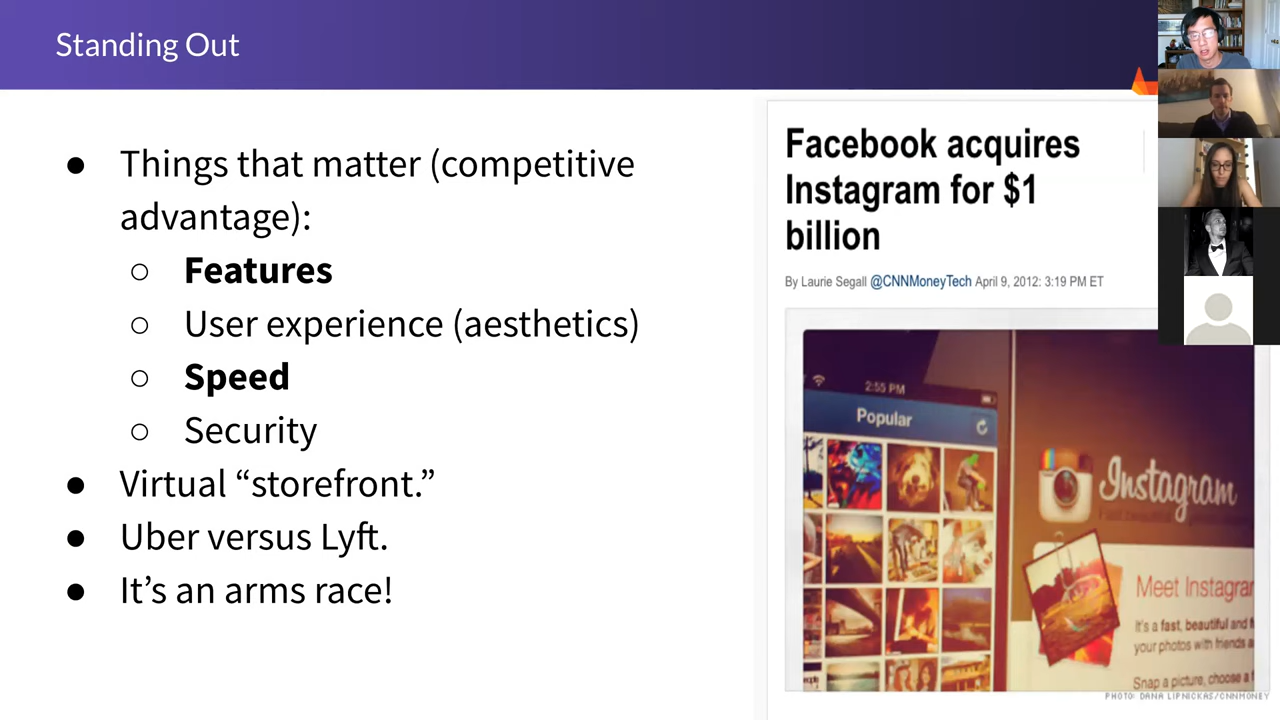 Standing Out
● Things that matter (competitive
advantage):
○ Features
○ User experience (aesthetics)
○ Speed
○ Security
● Virtual “storefront.”
● Uber versus Lyft.
● It’s an arms race!
Facebook acquires
Instagram for $1
billion
By Laurie Segall @CNNMoneyTech April 9, 2012: 3:19 PM ET
2:55 PM
Popular
Instagram
Meet Instagram
It's a fast, beautiful and
your photos with friends
Snap a picture, choose a
PHOTO: DANA LIPNICKAS/CNNMONEY